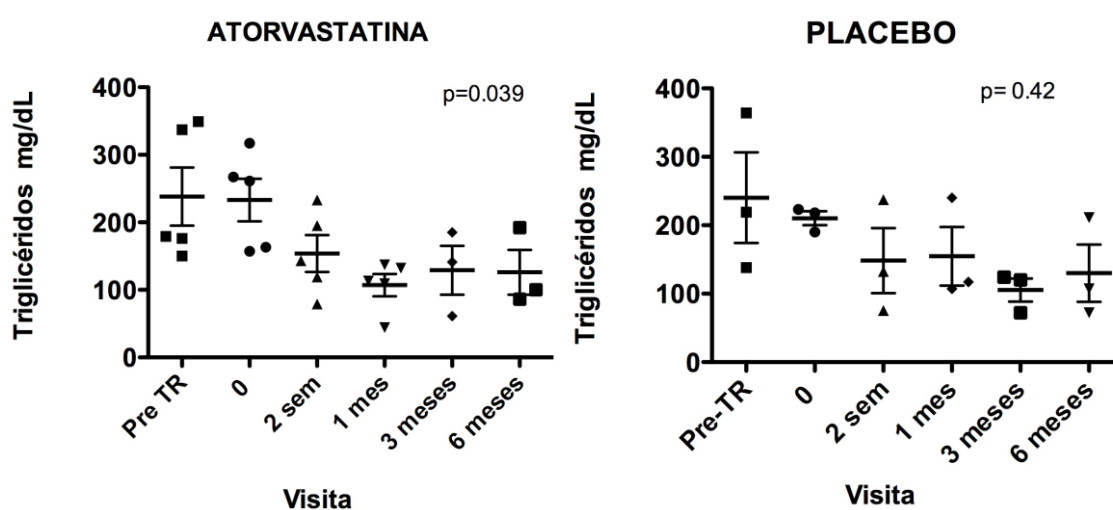 ATORVASTATINA
Triglicéridos mg/dL
400
300
200
100
0
p=0.039
Pre TR
0
2 sem
1 mes
3 meses
6 meses
Visita
PLACEBO
Triglicéridos mg/dL
400
300
200
100
0
p= 0.42
Pre-TR
0
2 sem
1 mes
3 meses
6 meses
Visita